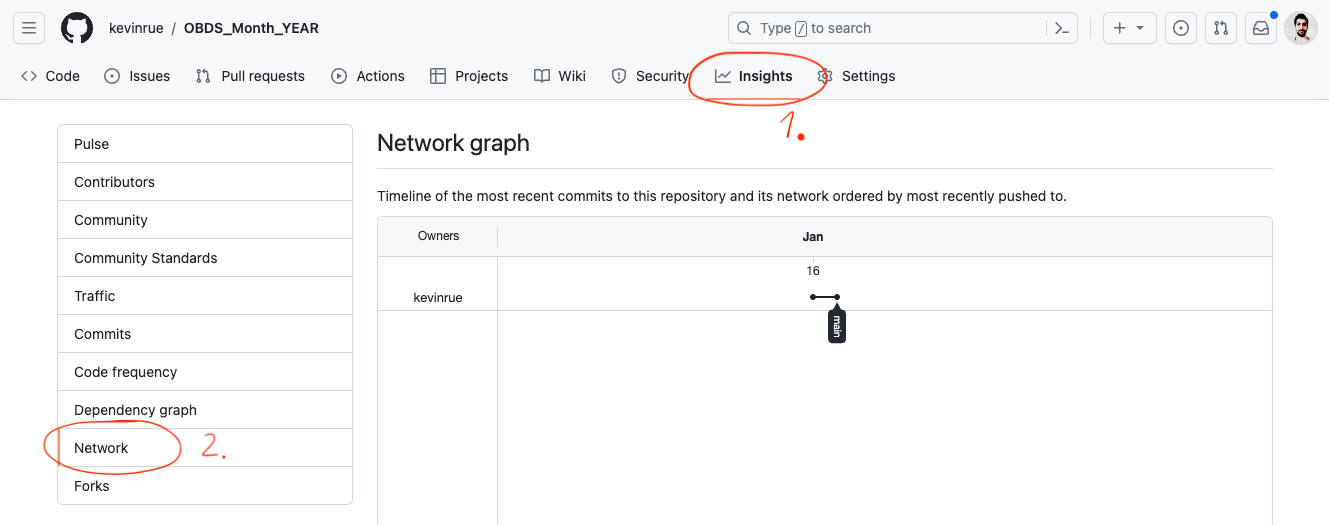 kevinrue / OBDS_Month_YEAR
Type / to search
Code Issues Pull requests Actions Projects Wiki Security Insights Settings
1.
Pulse
Contributors
Community
Community Standards
Traffic
Commits
Code frequency
Dependency graph
Network
2.
Forks
Network graph
Timeline of the most recent commits to this repository and its network ordered by most recently pushed to.
Owners Jan
16
kevinrue
main